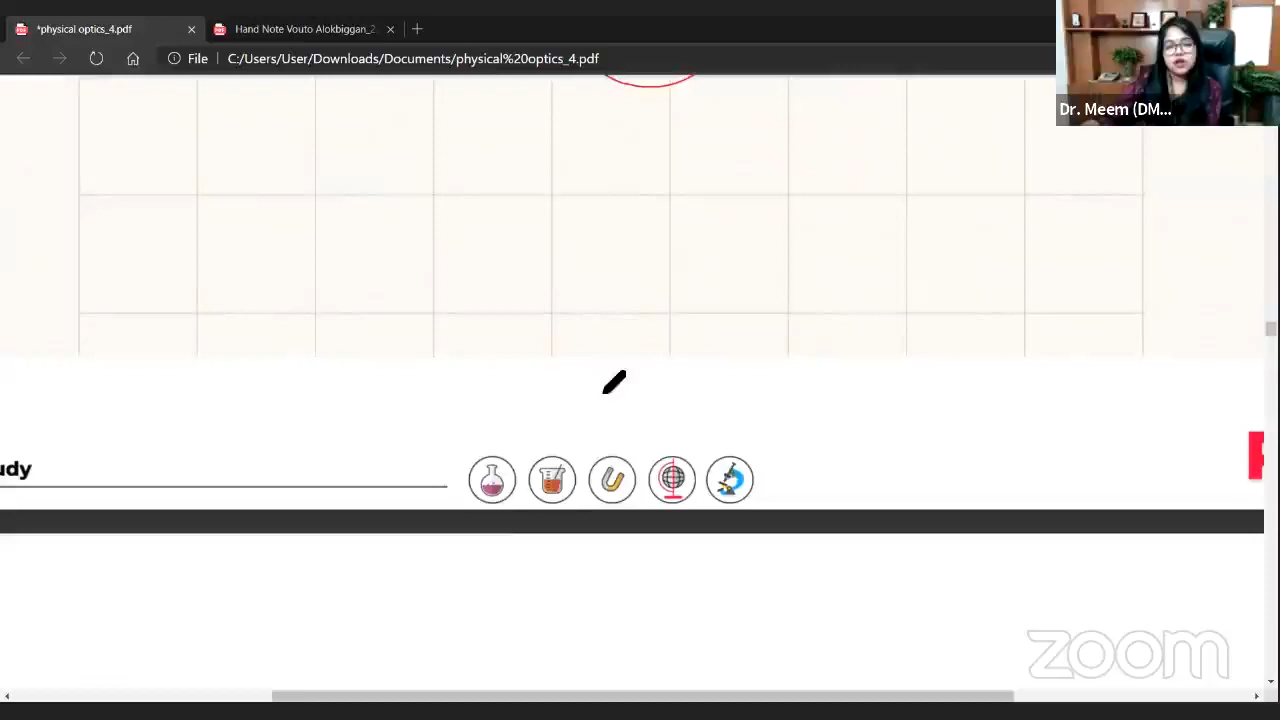 *physical optics_4.pdf
Hand Note Vouto Alokbiggan_2
File
C:/Users/User/Downloads/Documents/physical%20optics_4.pdf
Dr. Meem (DM...
udy
zoom